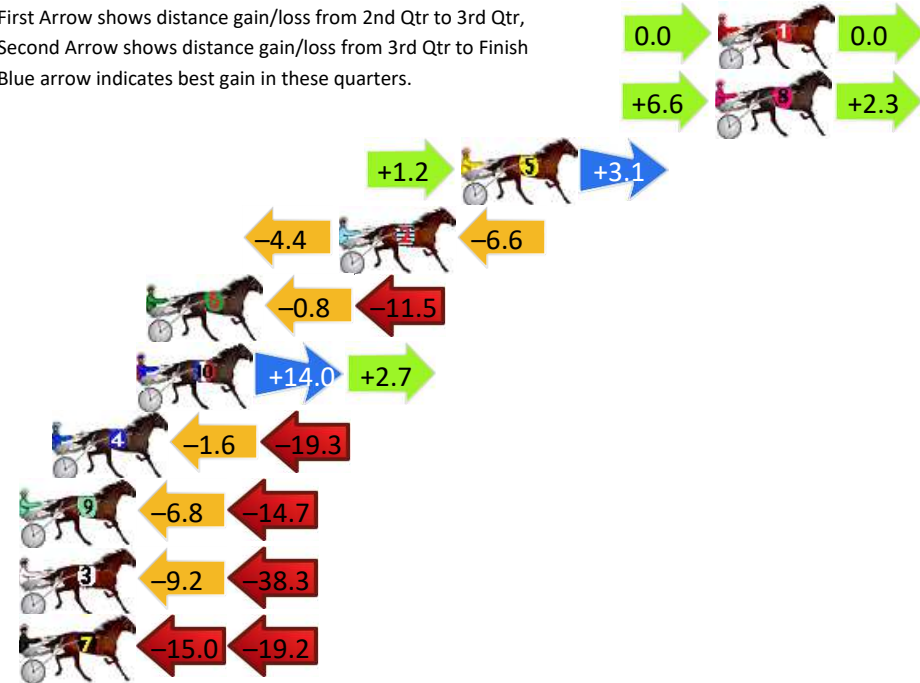 First Arrow shows distance gain/loss from 2nd Qtr to 3rd Qtr,
Second Arrow shows distance gain/loss from 3rd Qtr to Finish
Blue arrow indicates best gain in these quarters.
0.0 1 0.0
+6.6 8 +2.3
+1.2 5 +3.1
–4.4 2 –6.6
6 –0.8 –11.5
10 +14.0 +2.7
4 –1.6 –19.3
9 –6.8 –14.7
3 –9.2 –38.3
7 –15.0 –19.2